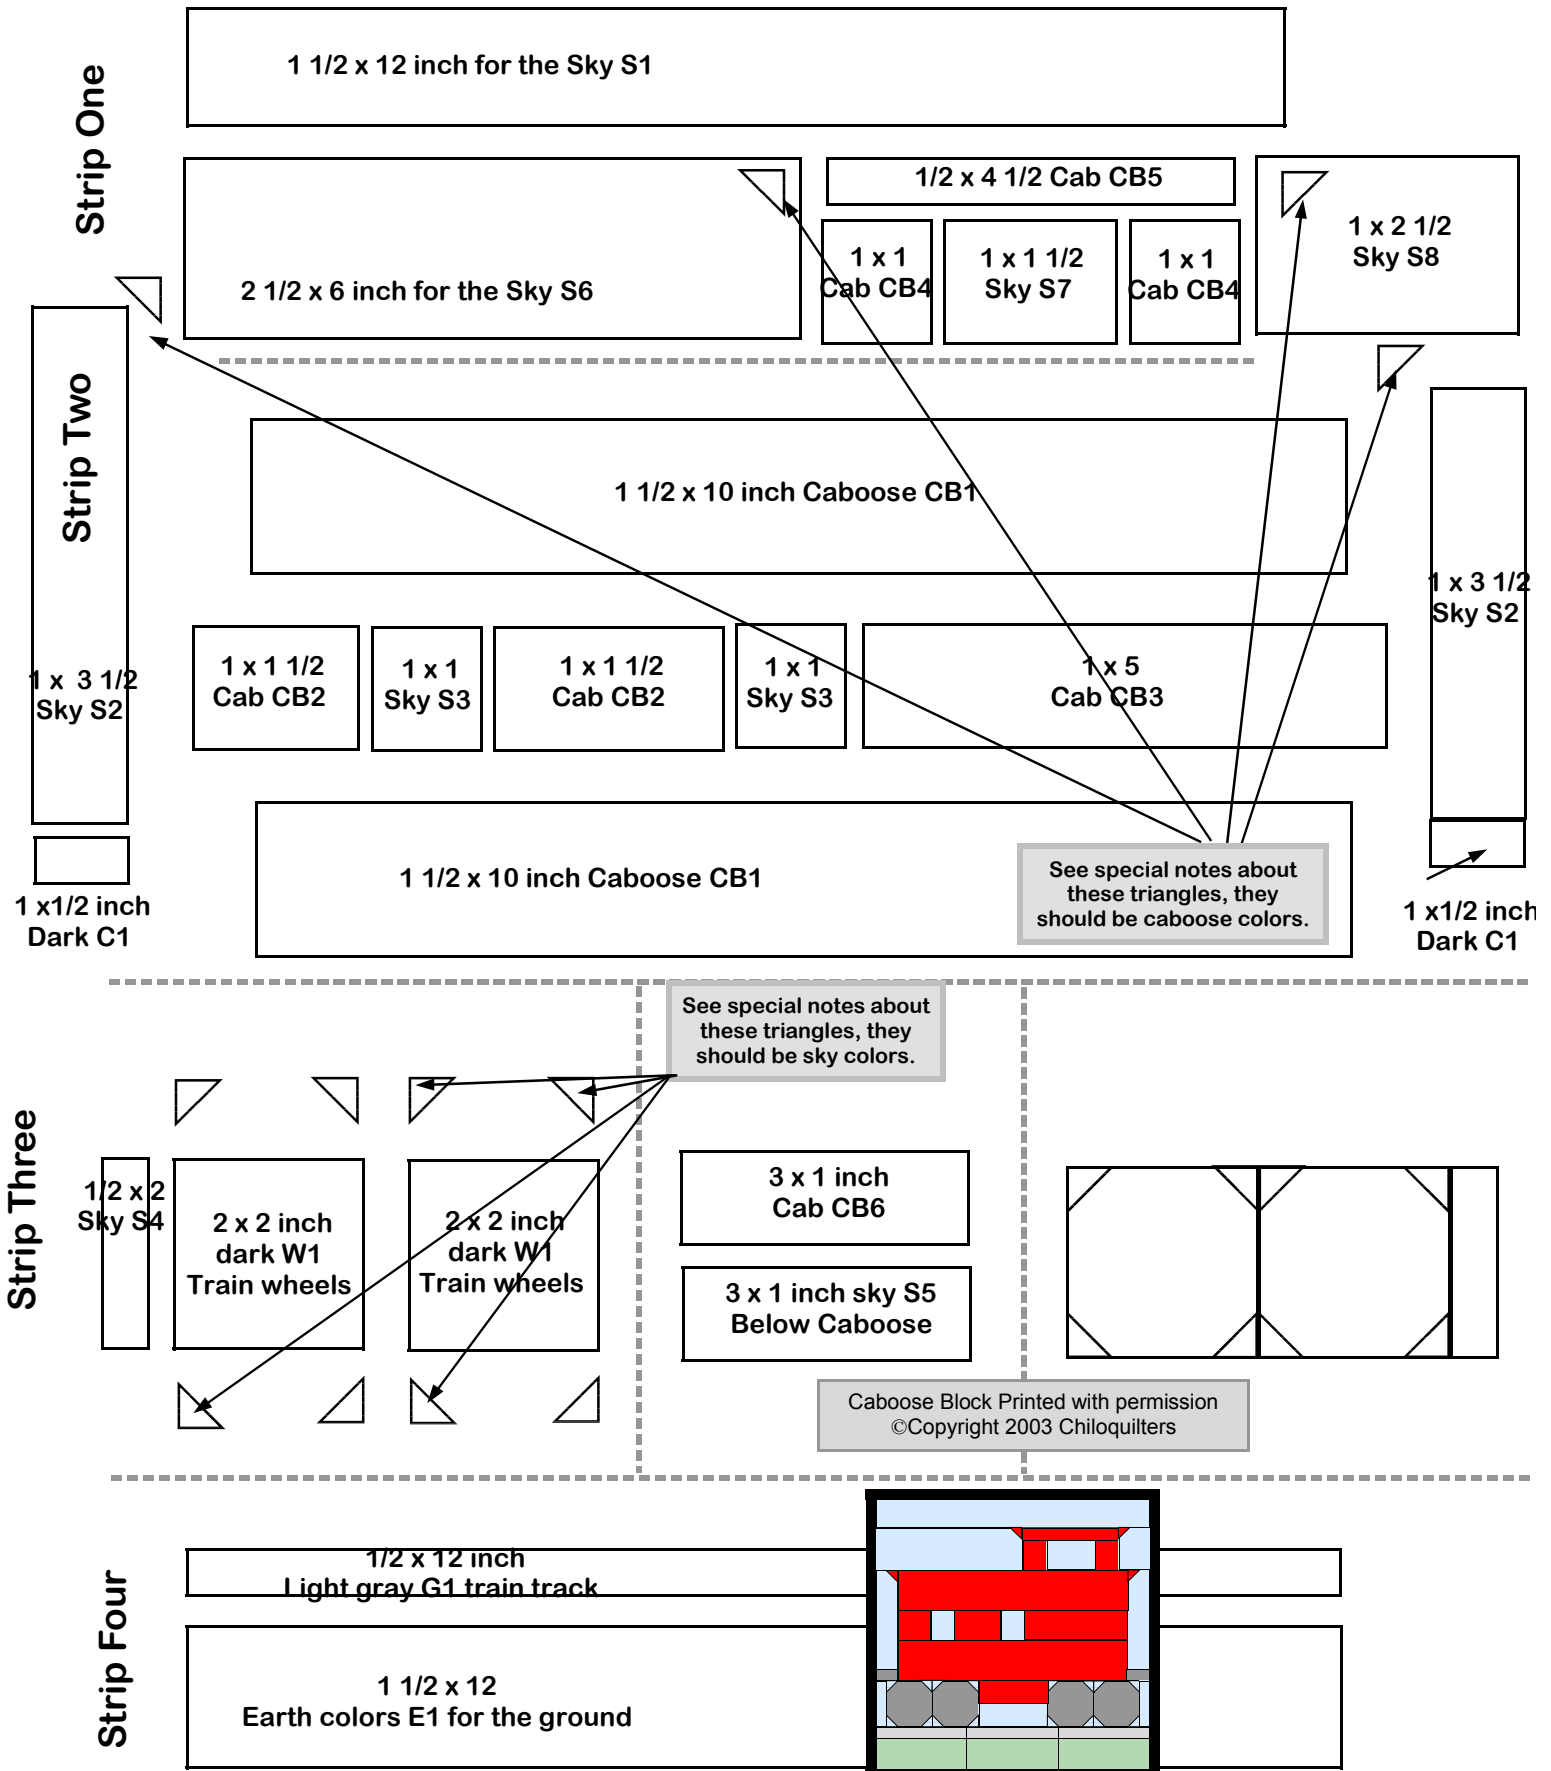 Strip One
1 1/2 x 12 inch for the Sky S1
2 1/2 x 6 inch for the Sky S6
1/2 x 4 1/2 Cab CB5
1 x 1
Cab CB4
1 x 1 1/2
Sky S7
1 x 1
Cab CB4
1 x 2 1/2
Sky S8
Strip Two
1 x 3 1/2
Sky S2
1 x1/2 inch
Dark C1
1 1/2 x 10 inch Caboose CB1
1 x 1 1/2
Cab CB2
1 x 1
Sky S3
1 x 1 1/2
Cab CB2
1 x 1
Sky S3
1 x 5
Cab CB3
1 1/2 x 10 inch Caboose CB1
See special notes about
these triangles, they
should be caboose colors.
1 x 3 1/2
Sky S2
1 x1/2 inch
Dark C1
Strip Three
See special notes about
these triangles, they
should be sky colors.
1/2 x 2
Sky S4
2 x 2 inch
dark W1
Train wheels
2 x 2 inch
dark W1
Train wheels
3 x 1 inch
Cab CB6
3 x 1 inch sky S5
Below Caboose
Caboose Block Printed with permission
©Copyright 2003 Chiloquilters
Strip Four
1/2 x 12 inch
Light gray G1 train track
1 1/2 x 12
Earth colors E1 for the ground